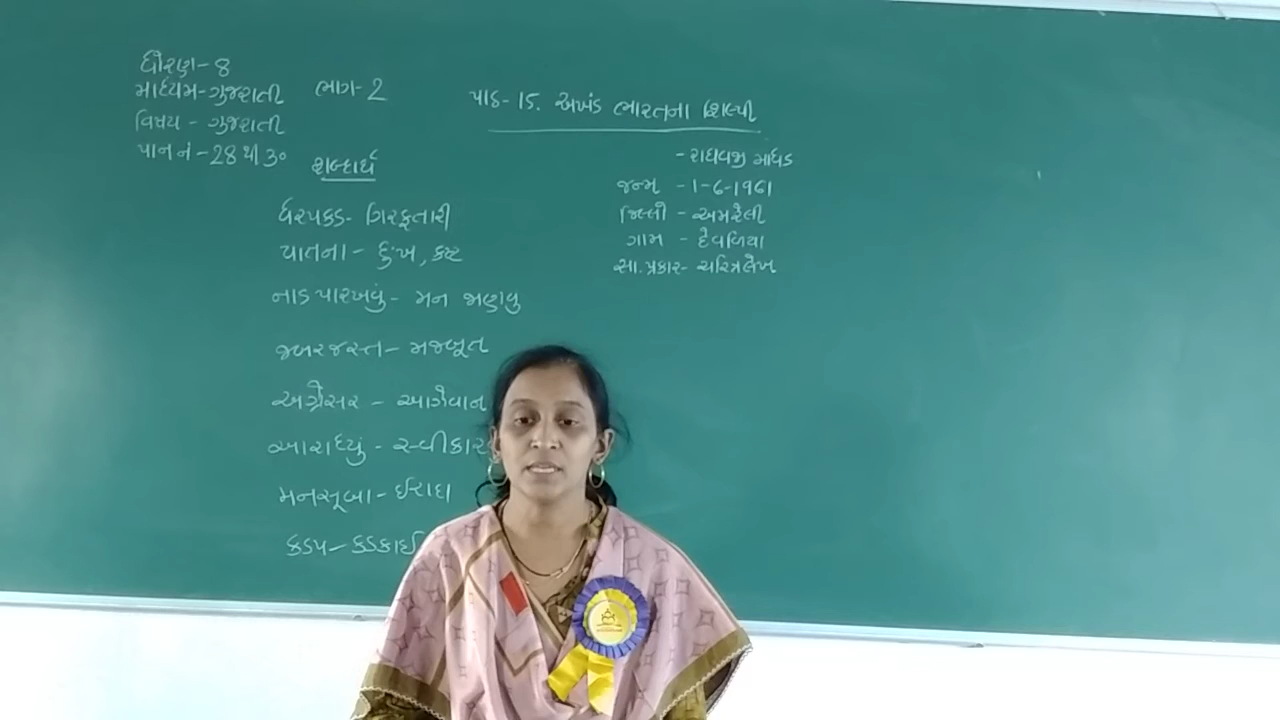 ધોરણ-8
માધ્યમ-ગુજરાતી
વિષય - ગુજરાતી
પાન નં-28 થી 30
ભાગ-2
પાઠ-15. અખંડ ભારતના શિલ્પી
-રાઘવજી માધડ
જન્મ - ૧-6-૧૯6૧
જિલ્લો - અમરેલી
ગામ - દેવળિયા
સા.પ્રકાર- ચરિત્રલેખ
શબ્દાર્થ
ધરપકડ- ગિરફતારી
યાતના - દુઃખ, કષ્ટ
નાડ પારખવું - મન જાણવુ
જબરજસ્ત - મજબૂત
અગ્રેસર - આગેવાન
આરાધ્યું - સ્વીકાર
મનસૂબા - ઈરાદા
કડપ - કડકાઈ